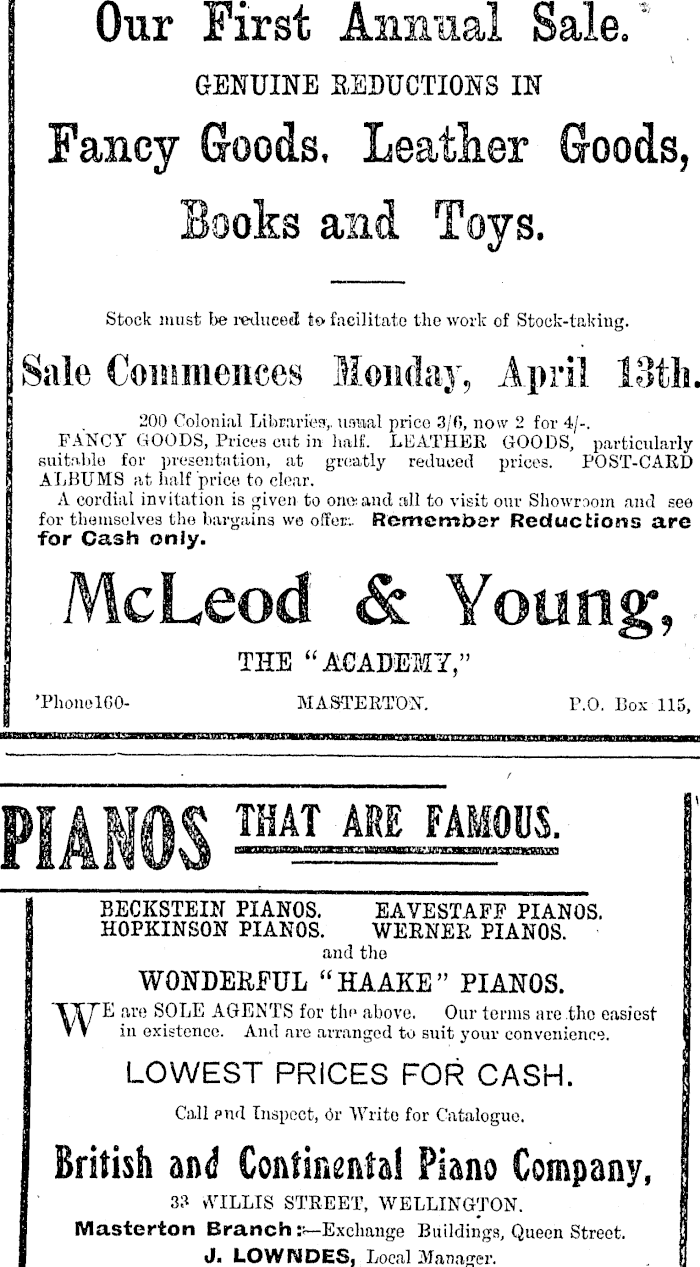 Our First Annual Sale.
GENUINE REDUCTIONS IN
Fancy Goods, Leather Goods,
Books and Toys.
Stock must be reduced to facilitate the work of Stock-taking.
Sale Commences Monday, April 13th.
200 Colonial Libraries, usual price 3/6, now 2 for 4/-.
FANCY GOODS, Prices cut in half. LEATHER GOODS, particularly
suitable for presentation, at greatly reduced prices. POST-CARD
ALBUMS at half price to clear.
A cordial invitation is given to one and all to visit our Showroom and see
for themselves the bargains we offer. Remember Reductions are
for Cash only.
McLeod & Young,
THE "ACADEMY,"
'Phone 160- MASTERTON. P.O. Box 115,
PIANOS THAT ARE FAMOUS.
BECKSTEIN PIANOS. EAVESTAFF PIANOS.
HOPKINSON PIANOS. WERNER PIANOS.
and the
WONDERFUL "HAAKE" PIANOS.
WE are SOLE AGENTS for the above. Our terms are the easiest
in existence. And are arranged to suit your convenience.
LOWEST PRICES FOR CASH.
Call and Inspect, or Write for Catalogue.
British and Continental Piano Company,
33 WILLIS STREET, WELLINGTON.
Masterton Branch:—Exchange Buildings, Queen Street.
J. LOWNDES, Local Manager.